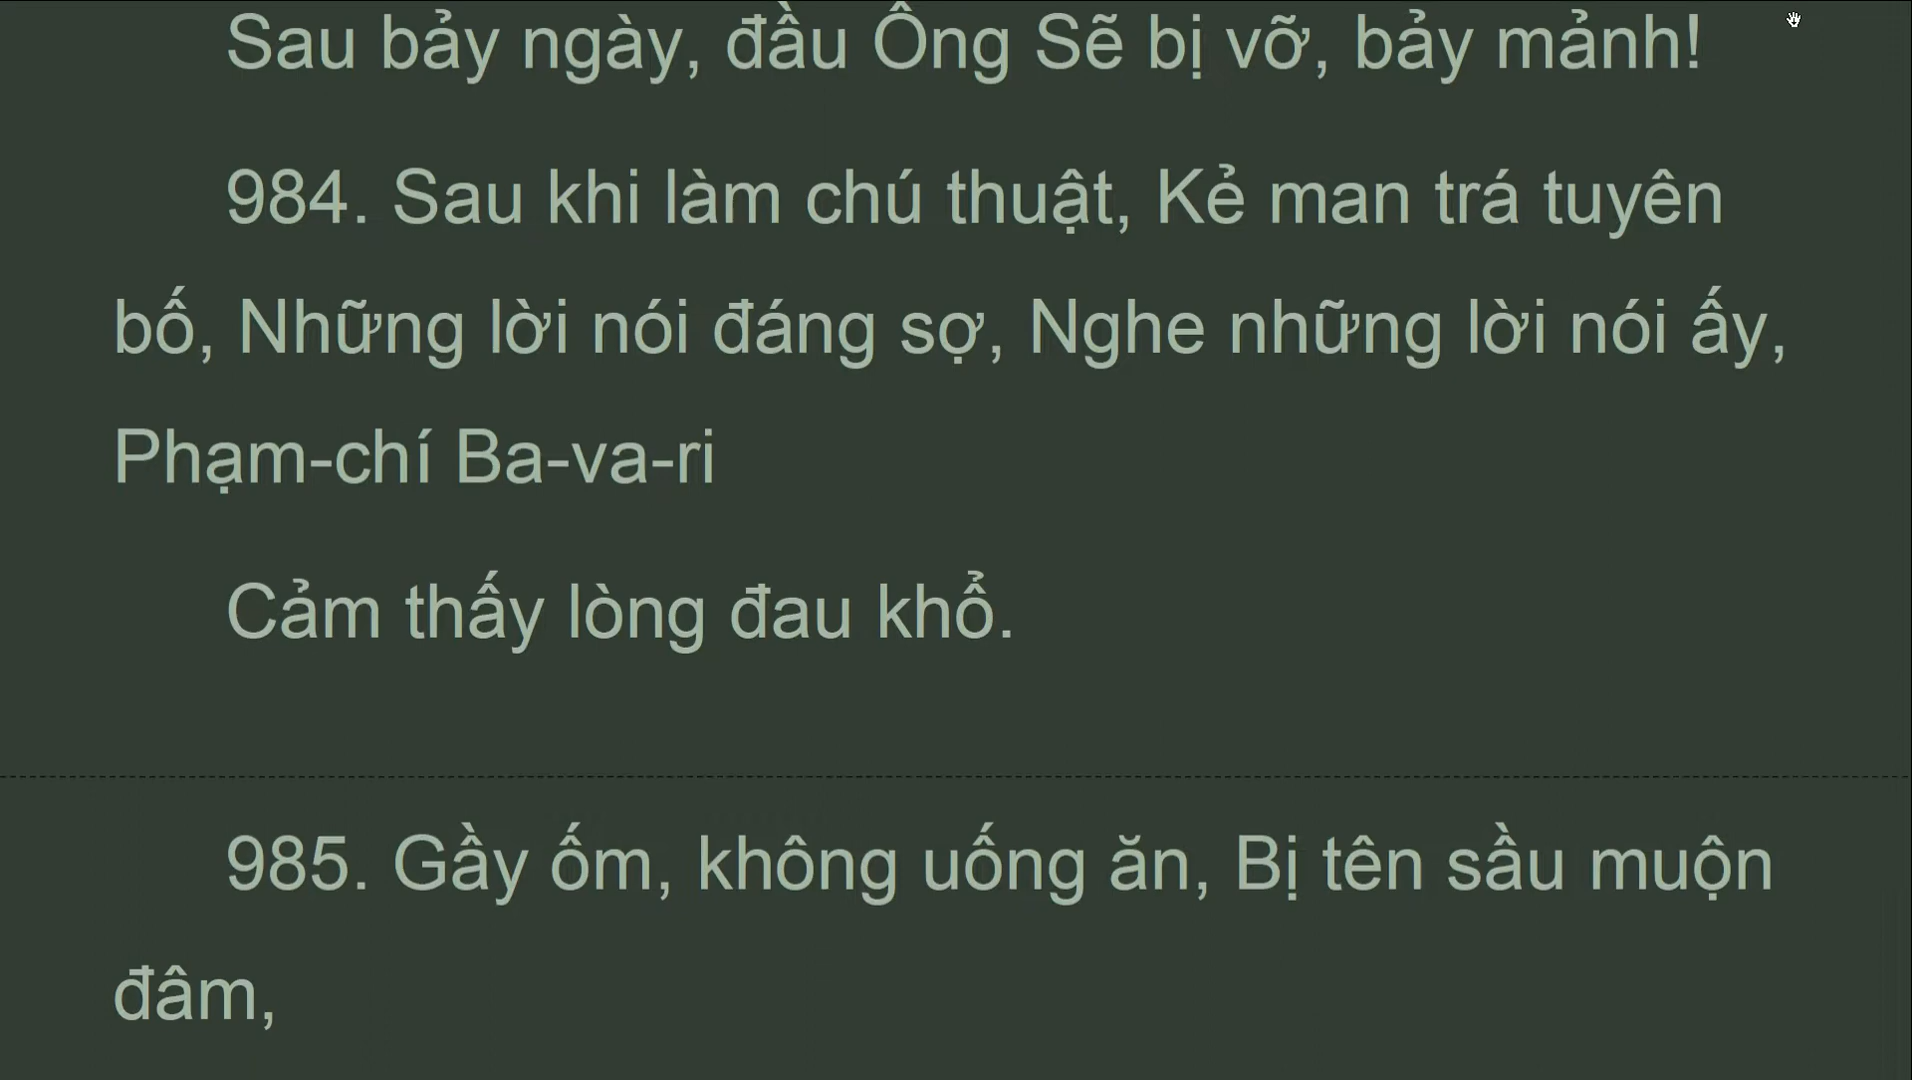 Sau bảy ngày, đầu Ông Sẽ bị vỡ, bảy mảnh!
984. Sau khi làm chú thuật, Kẻ man trá tuyên
bố, Những lời nói đáng sợ, Nghe những lời nói ấy,
Phạm-chí Ba-va-ri
Cảm thấy lòng đau khổ.
985. Gầy ốm, không uống ăn, Bị tên sầu muộn
đâm,